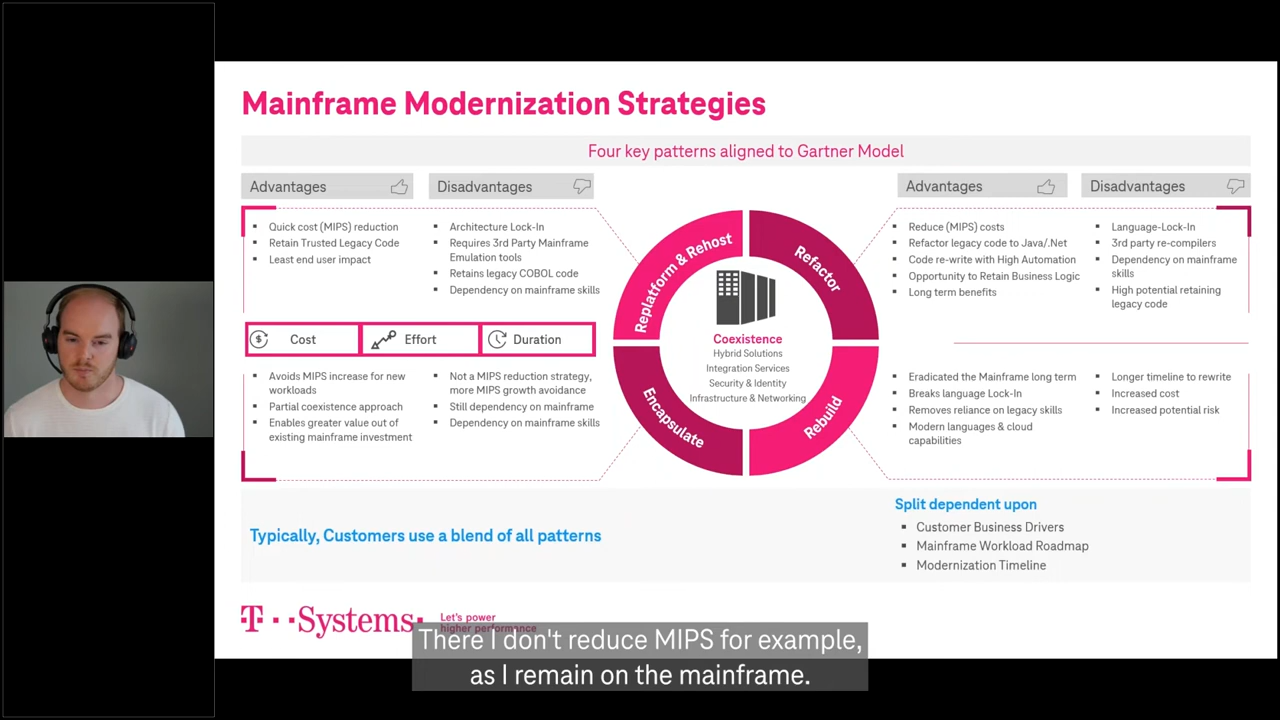 Mainframe Modernization Strategies
Four key patterns aligned to Gartner Model
Advantages
Disadvantages
Quick cost (MIPS) reduction
Retain Trusted Legacy Code
Least end user impact
Architecture Lock-In
Requires 3rd Party Mainframe
Emulation tools
Retains legacy COBOL code
Dependency on mainframe skills
Cost
Effort
Duration
Avoids MIPS increase for new
workloads
Partial coexistence approach
Enables greater value out of
existing mainframe investment
Not a MIPS reduction strategy,
more MIPS growth avoidance
Still dependency on mainframe
Dependency on mainframe skills
Replatform & Rehost
Refactor
Encapsulate
Rebuild
Coexistence
Hybrid Solutions
Integration Services
Security & Identity
Infrastructure & Networking
Advantages
Disadvantages
Reduce (MIPS) costs
Refactor legacy code to Java/.Net
Code re-write with High Automation
Opportunity to Retain Business Logic
Long term benefits
Language-Lock-In
3rd party re-compilers
Dependency on mainframe
skills
High potential retaining
legacy code
Eradicated the Mainframe long term
Breaks language Lock-In
Removes reliance on legacy skills
Modern languages & cloud
capabilities
Longer timeline to rewrite
Increased cost
Increased potential risk
Typically, Customers use a blend of all patterns
Split dependent upon
Customer Business Drivers
Mainframe Workload Roadmap
Modernization Timeline
T Systems
Let's power
higher performance
There I don't reduce MIPS for example,
as I remain on the mainframe.